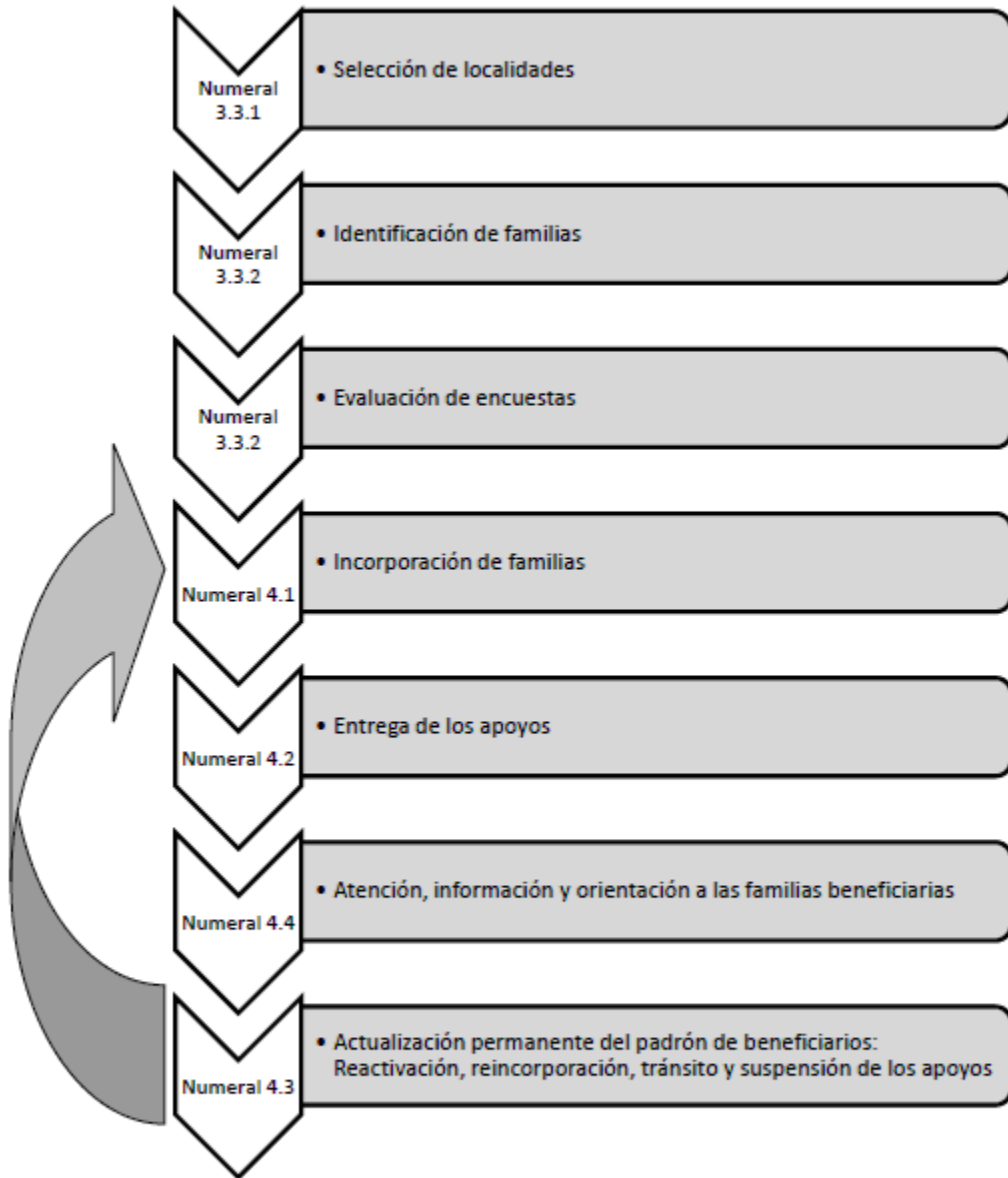 Numeral
3.3.1
• Selección de localidades
Numeral
3.3.2
• Identificación de familias
Numeral
3.3.2
• Evaluación de encuestas
Numeral 4.1
• Incorporación de familias
Numeral 4.2
• Entrega de los apoyos
Numeral 4.4
• Atención, información y orientación a las familias beneficiarias
Numeral 4.3
• Actualización permanente del padrón de beneficiarios:
Reactivación, reincorporación, tránsito y suspensión de los apoyos